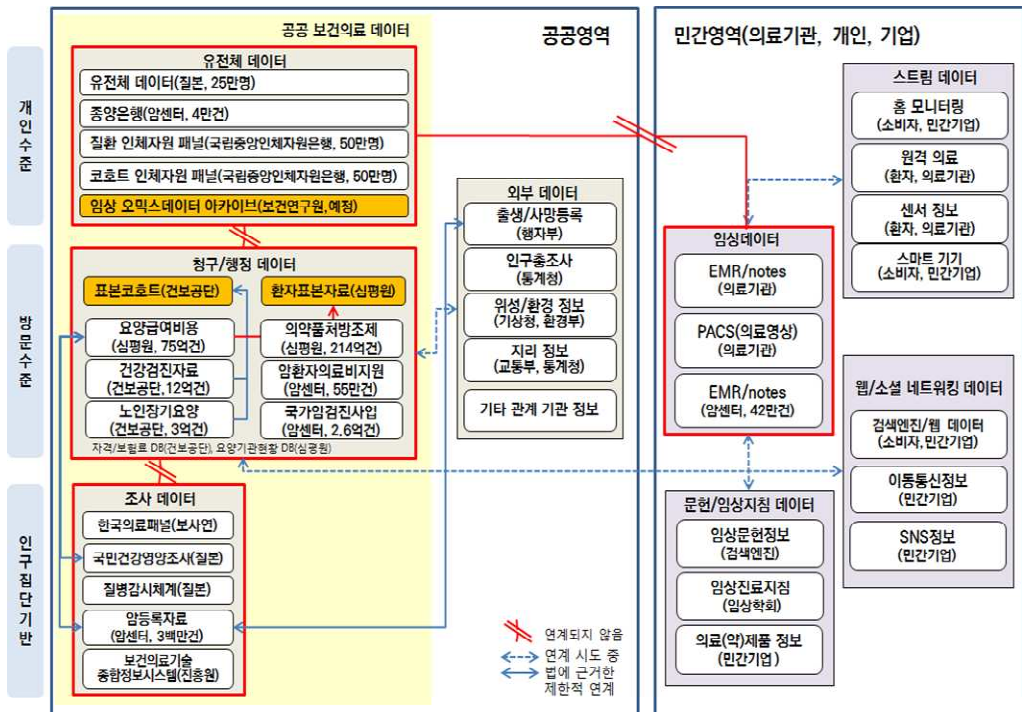 공공 보건의료 데이터
공공영역
민간영역(의료기관, 개인, 기업)
개인수준
방문수준
인구집단기반
유전체 데이터
유전체 데이터(질본, 25만명)
종양은행(암센터, 4만건)
질환 인체자원 패널(국립중앙인체자원은행, 50만명)
코호트 인체자원 패널(국립중앙인체자원은행, 50만명)
임상 오믹스데이터 아카이브(보건연구원,예정)
청구/행정 데이터
표본코호트(건보공단)
환자표본자료(심평원)
요양급여비용
(심평원, 75억건)
의약품처방조제
(심평원, 214억건)
건강검진자료
(건보공단,12억건)
암환자의료비지원
(암센터, 55만건)
노인장기요양
(건보공단, 3억건)
국가암검진사업
(암센터, 2.6억건)
자격/보험료 DB(건보공단), 요양기관현황 DB(심평원)
조사 데이터
한국의료패널(보사연)
국민건강영양조사(질본)
질병감시체계(질본)
암등록자료
(암센터, 3백만건)
보건의료기술
종합정보시스템(진흥원)
외부 데이터
출생/사망등록
(행자부)
인구총조사
(통계청)
위성/환경 정보
(기상청, 환경부)
지리 정보
(교통부, 통계청)
기타 관계 기관 정보
연계되지 않음
연계 시도 중
법에 근거한
제한적 연계
임상데이터
EMR/notes
(의료기관)
PACS(의료영상)
(의료기관)
EMR/notes
(암센터, 42만건)
문헌/임상지침 데이터
임상문헌정보
(검색엔진)
임상진료지침
(임상학회)
의료(약)제품 정보
(민간기업)
스트림 데이터
홈 모니터링
(소비자, 민간기업)
원격 의료
(환자, 의료기관)
센서 정보
(환자, 의료기관)
스마트 기기
(소비자, 민간기업)
웹/소셜 네트워킹 데이터
검색엔진/웹 데이터
(소비자,민간기업)
이동통신정보
(민간기업)
SNS정보
(민간기업)